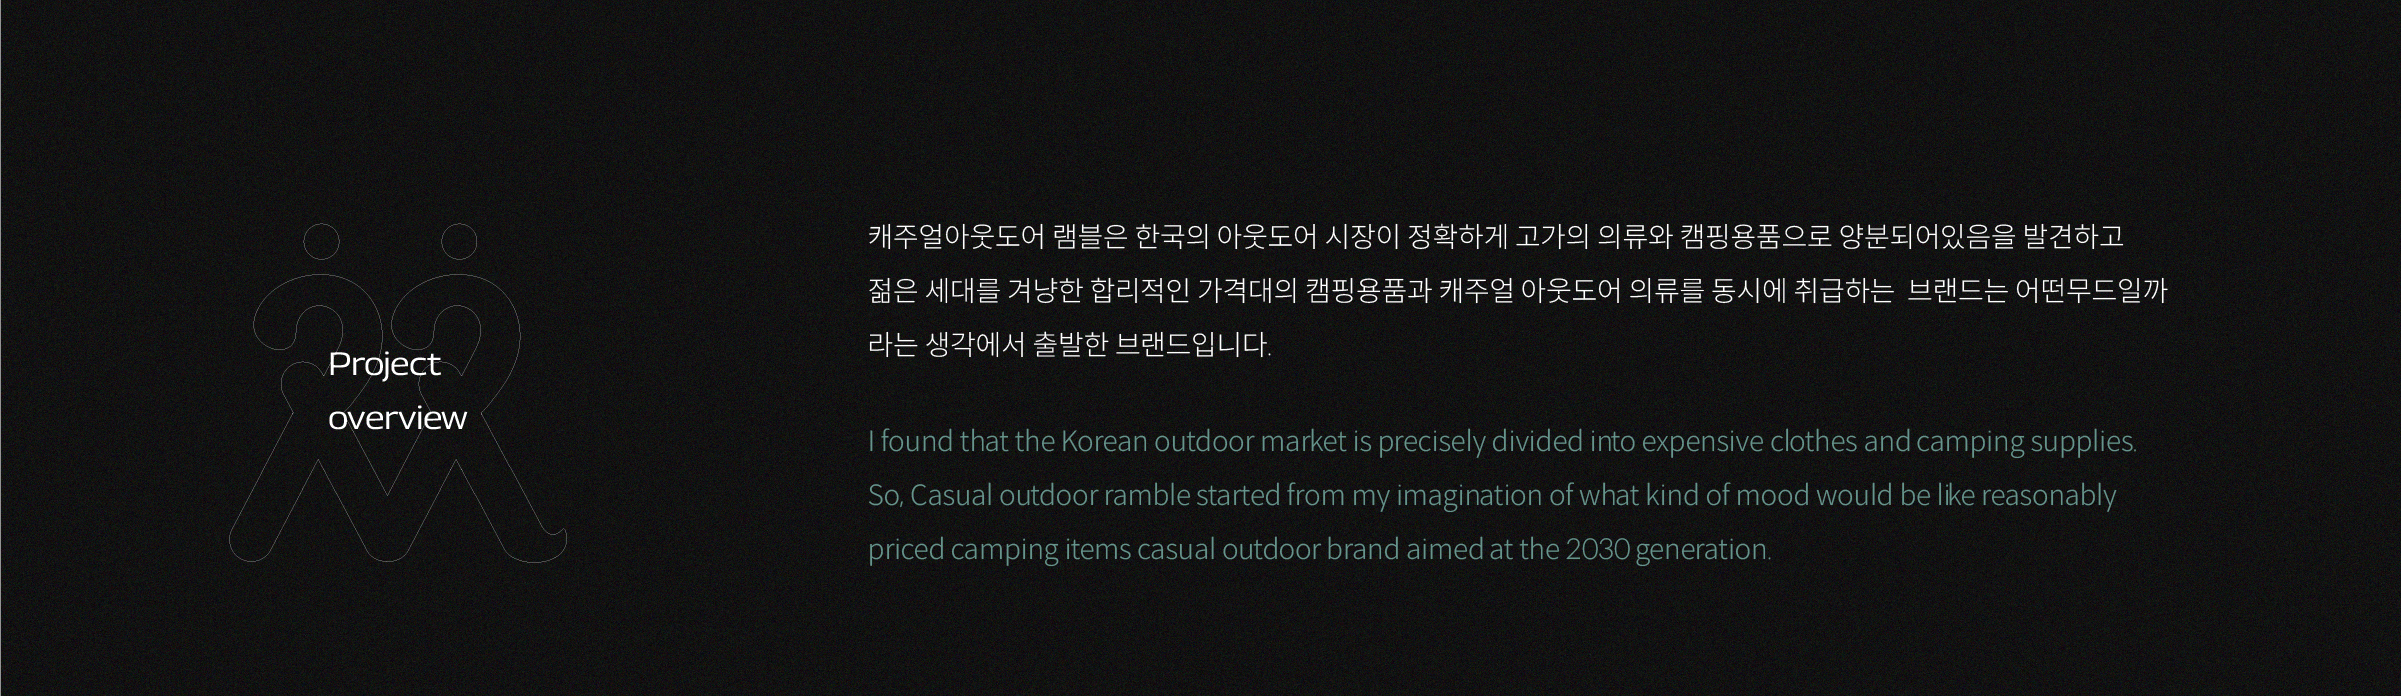 Project
overview
캐주얼아웃도어 램블은 한국의 아웃도어 시장이 정확하게 고가의 의류와 캠핑용품으로 양분되어있음을 발견하고
젊은 세대를 겨냥한 합리적인 가격대의 캠핑용품과 캐주얼 아웃도어 의류를 동시에 취급하는  브랜드는 어떤무드일까
라는 생각에서 출발한 브랜드입니다.
I found that the Korean outdoor market is precisely divided into expensive clothes and camping supplies.
So, Casual outdoor ramble started from my imagination of what kind of mood would be like reasonably
priced camping items casual outdoor brand aimed at the 2030 generation.